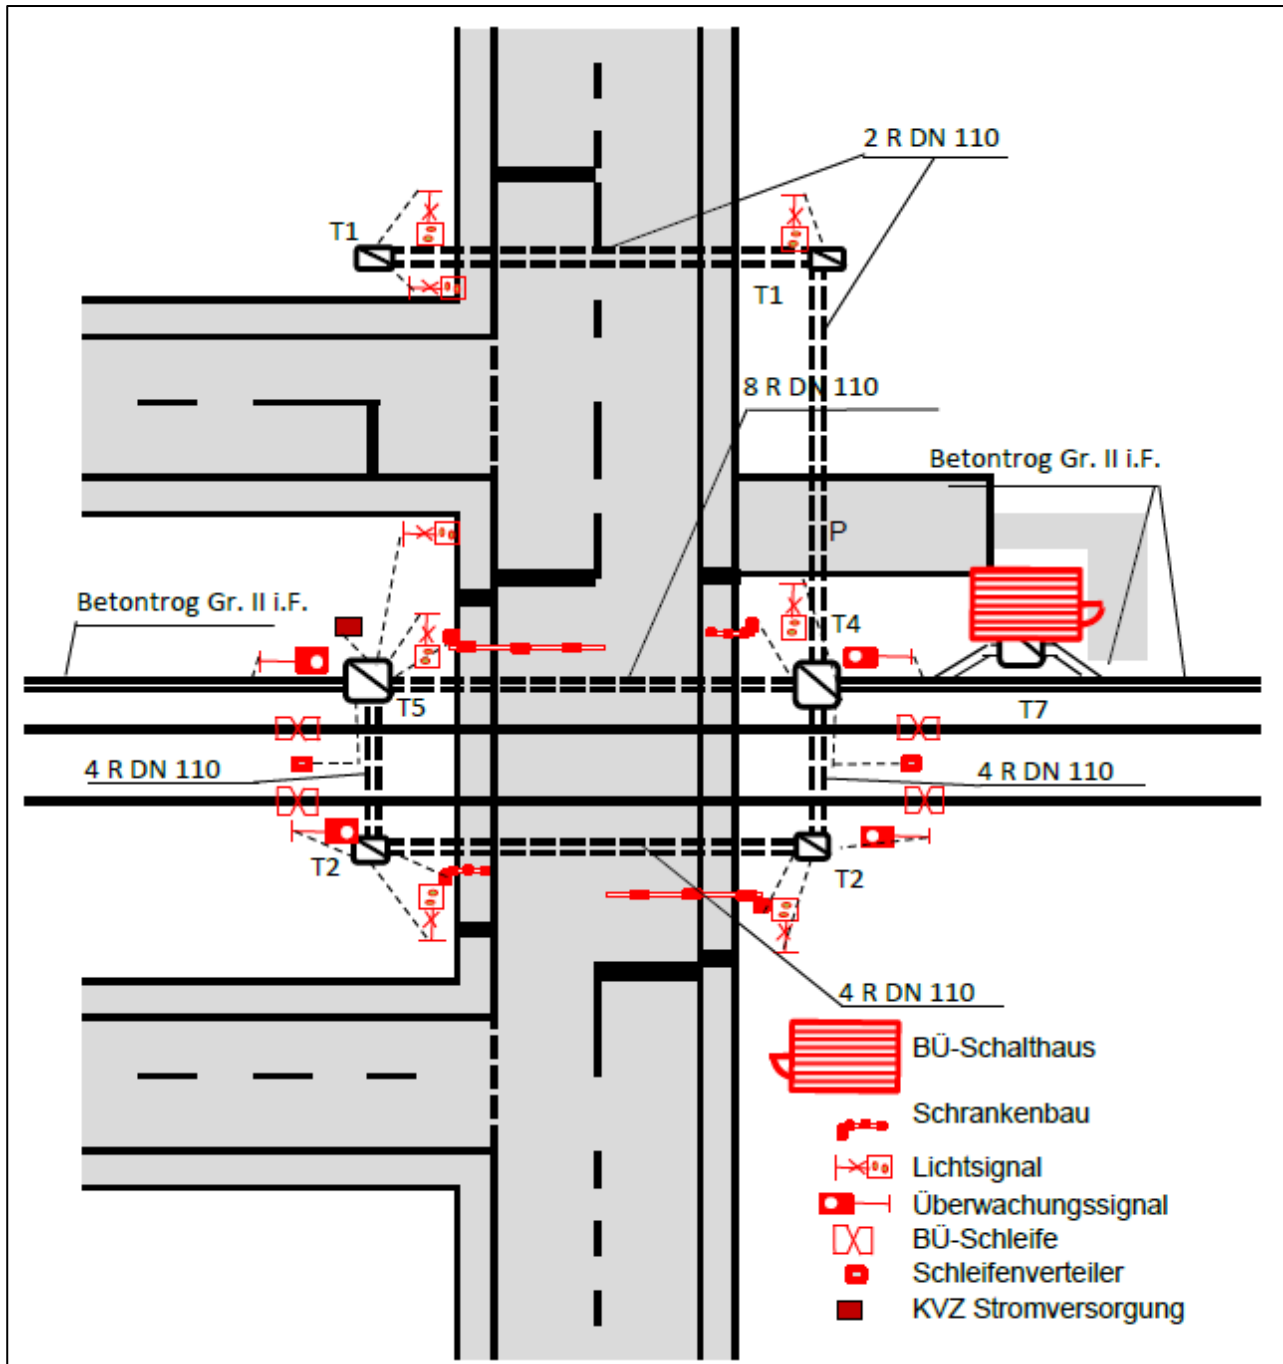 2 R DN 110
T1
T1
8 R DN 110
Betontrog Gr. II i.F.
P
Betontrog Gr. II i.F.
T4
T5
T7
4 R DN 110
4 R DN 110
T2
T2
4 R DN 110
BÜ-Schalthaus
Schrankenbau
Lichtsignal
Überwachungssignal
BÜ-Schleife
Schleifenverteiler
KVZ Stromversorgung